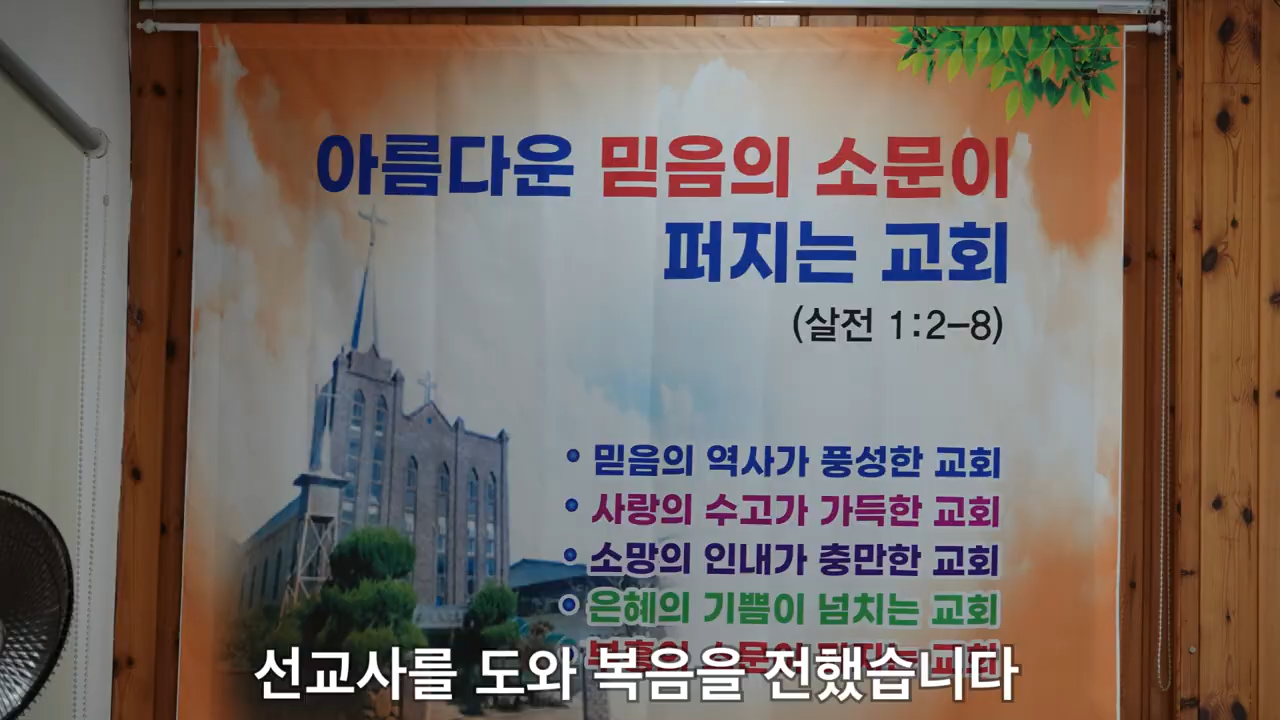 아름다운 믿음의 소문이
퍼지는 교회
(살전 1:2-8)
• 믿음의 역사가 풍성한 교회
• 사랑의 수고가 가득한 교회
• 소망의 인내가 충만한 교회
• 은혜의 기쁨이 넘치는 교회
선교사를 도와 복음을 전했습니다